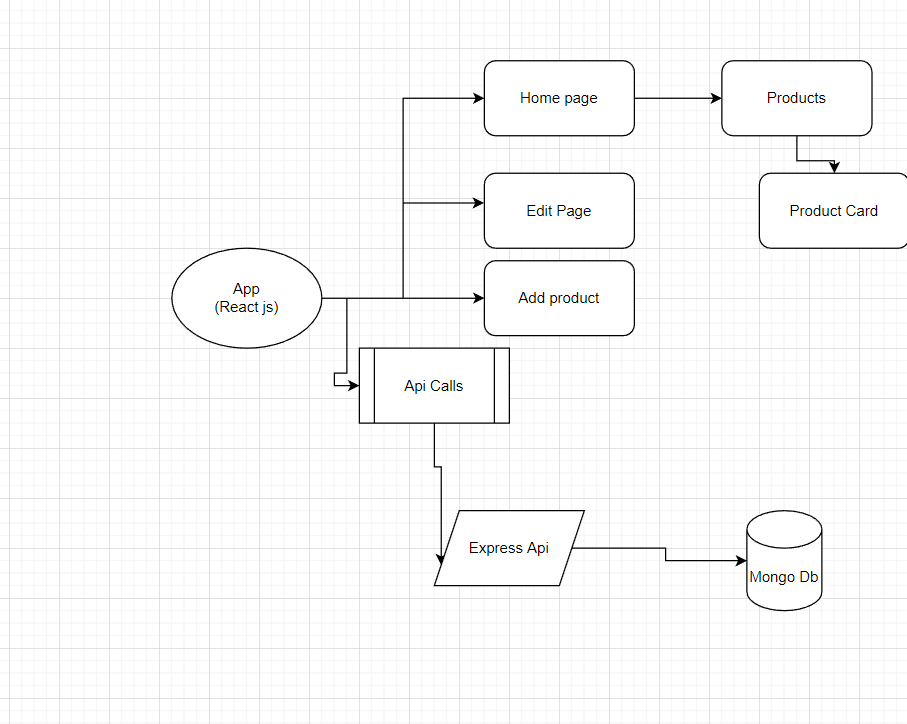 Home page
Products
Edit Page
Product Card
App
(React js)
Add product
Api Calls
Express Api
Mongo Db